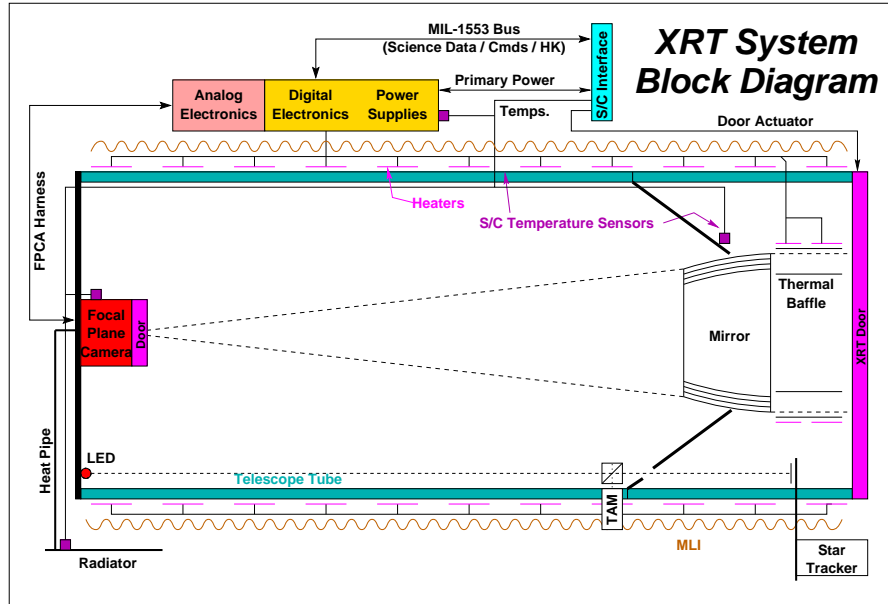 MIL-1553 Bus
(Science Data / Cmds / HK)
XRT System
Block Diagram
S/C Interface
Primary Power
Analog
Electronics
Digital
Electronics
Power
Supplies
Temps.
Door Actuator
FPCA Harness
Heaters
S/C Temperature Sensors
Thermal
Baffle
Focal
Plane
Camera
Door
Mirror
XRT Door
Heat Pipe
LED
Telescope Tube
TAM
MLI
Radiator
Star
Tracker